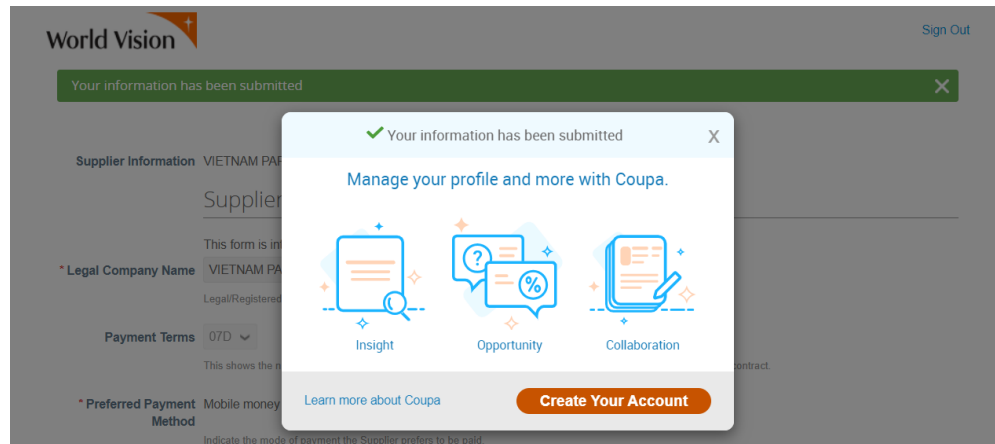 World Vision
Sign Out
Your information has been submitted
X
Your information has been submitted
X
Manage your profile and more with Coupa.
Insight
Opportunity
Collaboration
Learn more about Coupa
Create Your Account
Supplier Information VIETNAM
Supplier
This form is
* Legal Company Name VIETNAM
Legal/Registered
Payment Terms 07D
This shows the
contract.
* Preferred Payment Method Mobile money
Indicate the mode of payment the Supplier prefers to be paid.